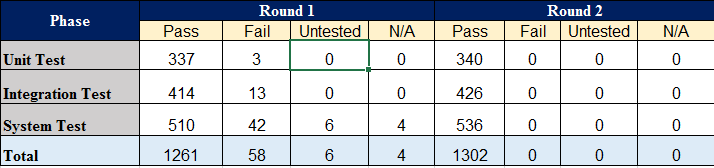 Phase Round 1 Round 2
Pass Fail Untested N/A Pass Fail Untested N/A
Unit Test 337 3 0 0 340 0 0 0
Integration Test 414 13 0 0 426 0 0 0
System Test 510 42 6 4 536 0 0 0
Total 1261 58 6 4 1302 0 0 0